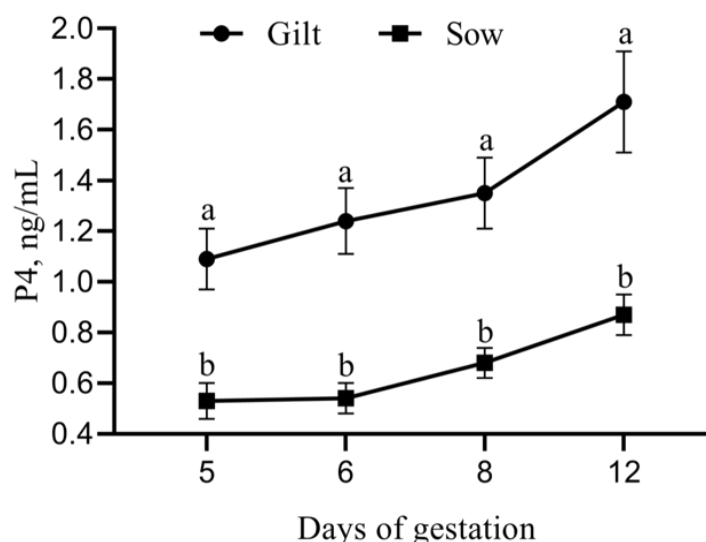 Gilt Sow
2.0
1.8
1.6
1.4
1.2
1.0
0.8
0.6
0.4
P4, ng/mL
a
a
a
a
b
b
b
b
5 6 8 12
Days of gestation